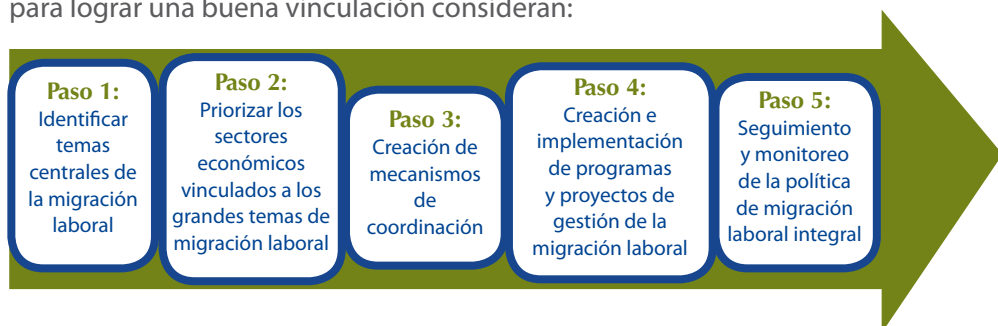 para lograr una buena vinculación consideran:
Paso 1:
Identificar
temas
centrales de
la migración
laboral
Paso 2:
Priorizar los
sectores
económicos
vinculados a los
grandes temas de
migración laboral
Paso 3:
Creación de
mecanismos
de
coordinación
Paso 4:
Creación e
implementación
de programas
y proyectos de
gestión de la
migración laboral
Paso 5:
Seguimiento
y monitoreo
de la política
de migración
laboral integral